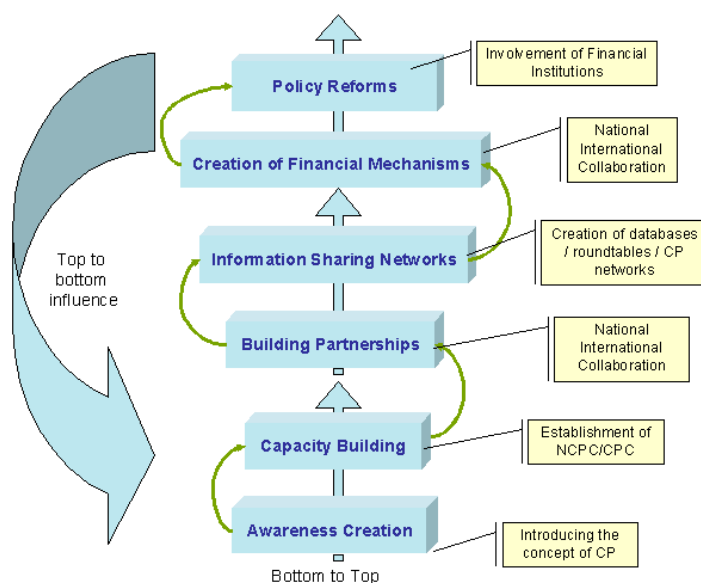 Involvement of Financial
Institutions
Policy Reforms
National
International
Collaboration
Creation of Financial Mechanisms
Creation of databases
/ roundtables / CP
networks
Information Sharing Networks
Top to
bottom
influence
National
International
Collaboration
Building Partnerships
Establishment of
NCPC/CPC
Capacity Building
Awareness Creation
Introducing the
concept of CP
Bottom to Top